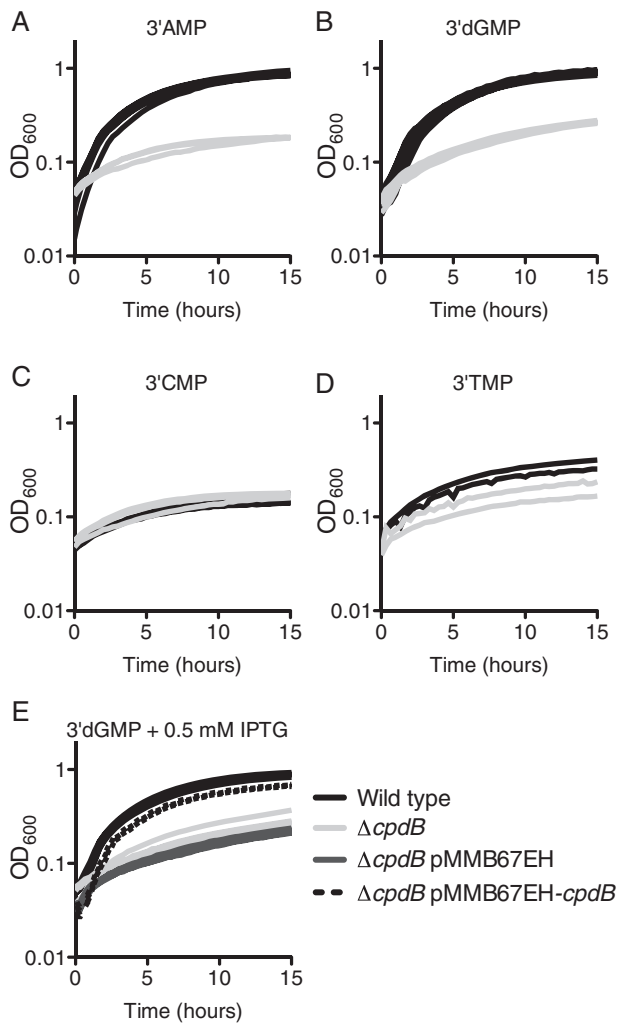 A
3'AMP
OD600
1
0.1
0.01
0 5 10 15
Time (hours)
B
3'dGMP
OD600
1
0.1
0.01
0 5 10 15
Time (hours)
C
3'CMP
OD600
1
0.1
0.01
0 5 10 15
Time (hours)
D
3'TMP
OD600
1
0.1
0.01
0 5 10 15
Time (hours)
E
3'dGMP + 0.5 mM IPTG
OD600
1
0.1
0.01
0 5 10 15
Time (hours)
Wild type
ΔcpdB
ΔcpdB pMMB67EH
ΔcpdB pMMB67EH-cpdB